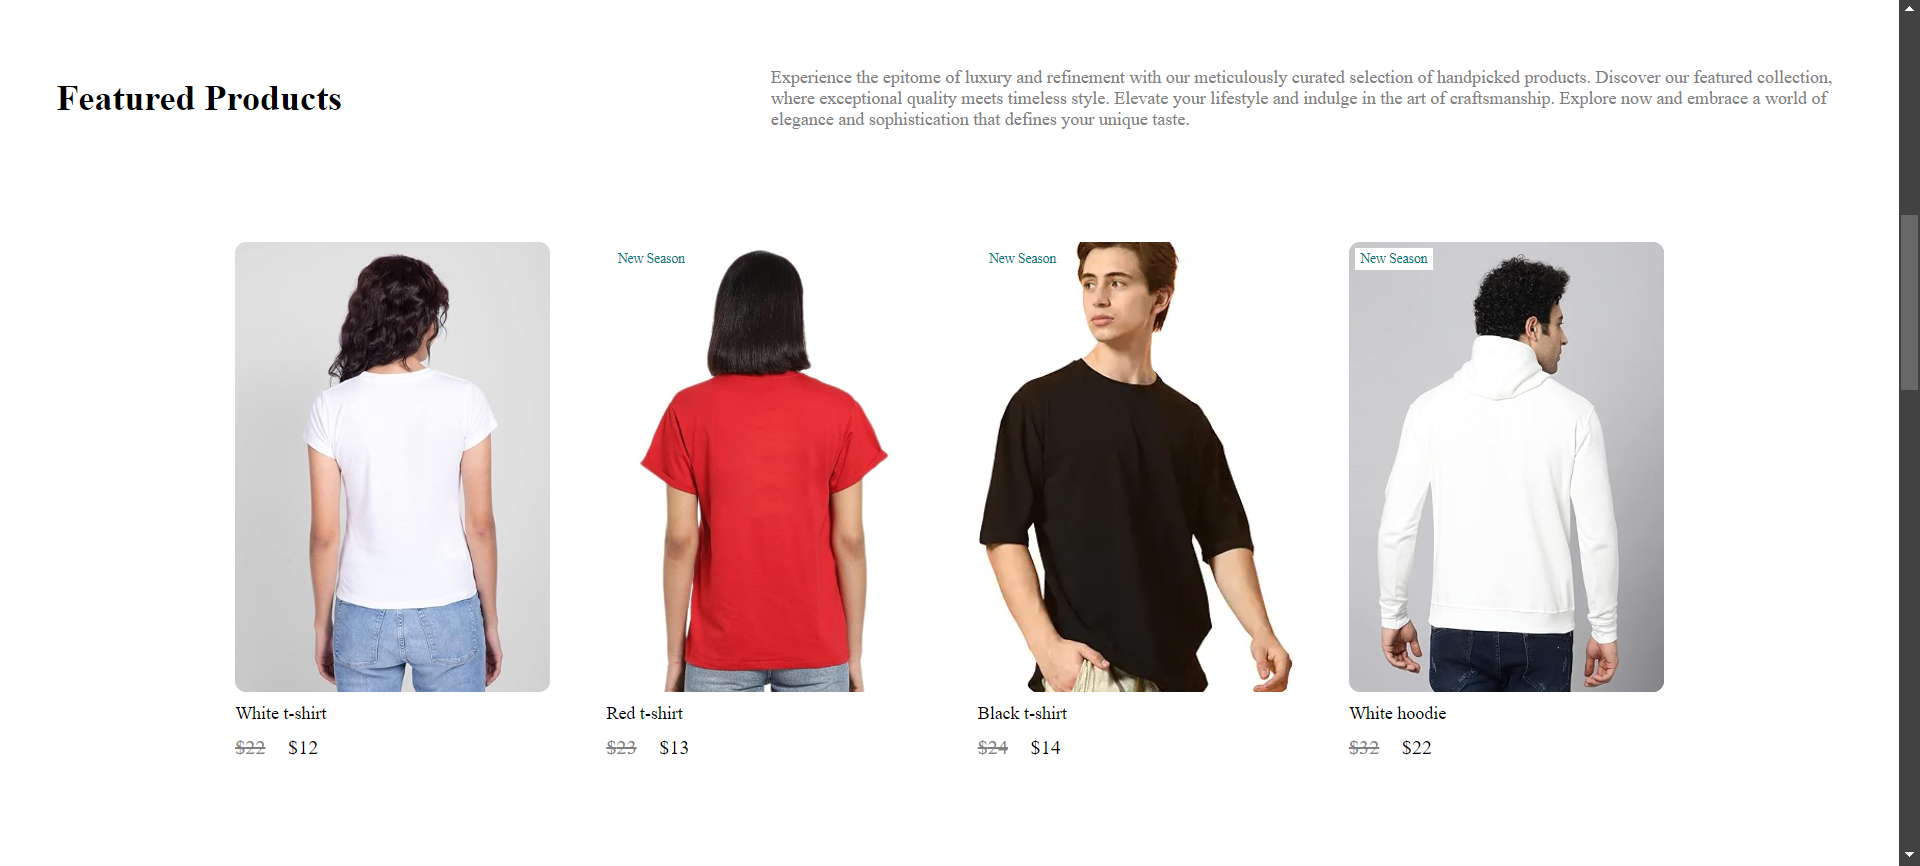 Featured Products
Experience the epitome of luxury and refinement with our meticulously curated selection of handpicked products. Discover our featured collection,
where exceptional quality meets timeless style. Elevate your lifestyle and indulge in the art of craftsmanship. Explore now and embrace a world of
elegance and sophistication that defines your unique taste.
New Season
New Season
New Season
White t-shirt
$22 $12
Red t-shirt
$23 $13
Black t-shirt
$24 $14
White hoodie
$32 $22